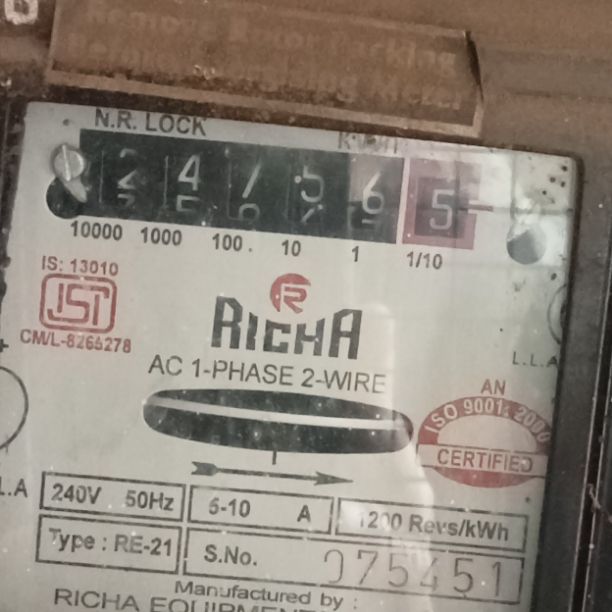 N.R. LOCK
KWH
2 4 7 5 6 5
10000 1000 100. 10 1 1/10
IS: 13010
ISI
CM/L-8266278
R
RICHA
AC 1-PHASE 2-WIRE
AN
ISO 9001: 2000
CERTIFIED
L.L.A
L.A
240V 50Hz 5-10 A 1200 Revs/kWh
Type : RE-21 S.No. 075451
Manufactured by :
RICHA